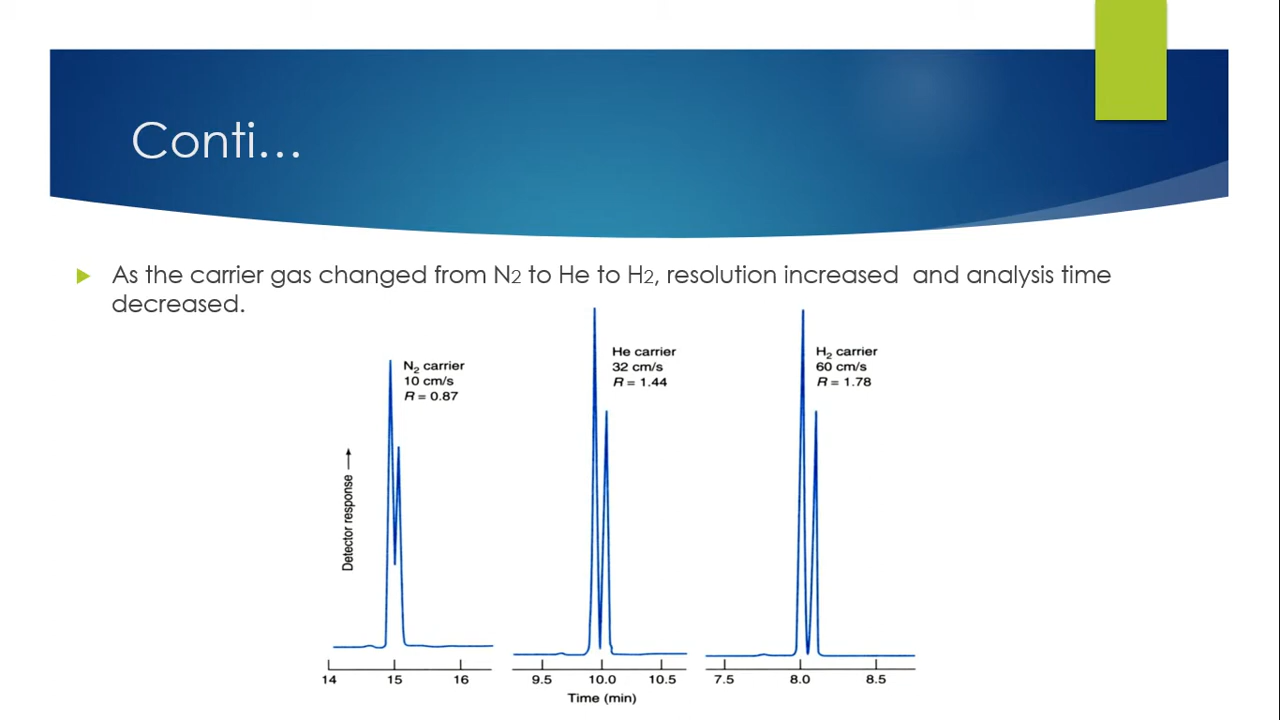 Conti…
As the carrier gas changed from N2 to He to H2, resolution increased  and analysis time
decreased.
N2 carrier
10 cm/s
R = 0.87
He carrier
32 cm/s
R = 1.44
H2 carrier
60 cm/s
R = 1.78
Detector response →
14 15 16
9.5 10.0 10.5
7.5 8.0 8.5
Time (min)